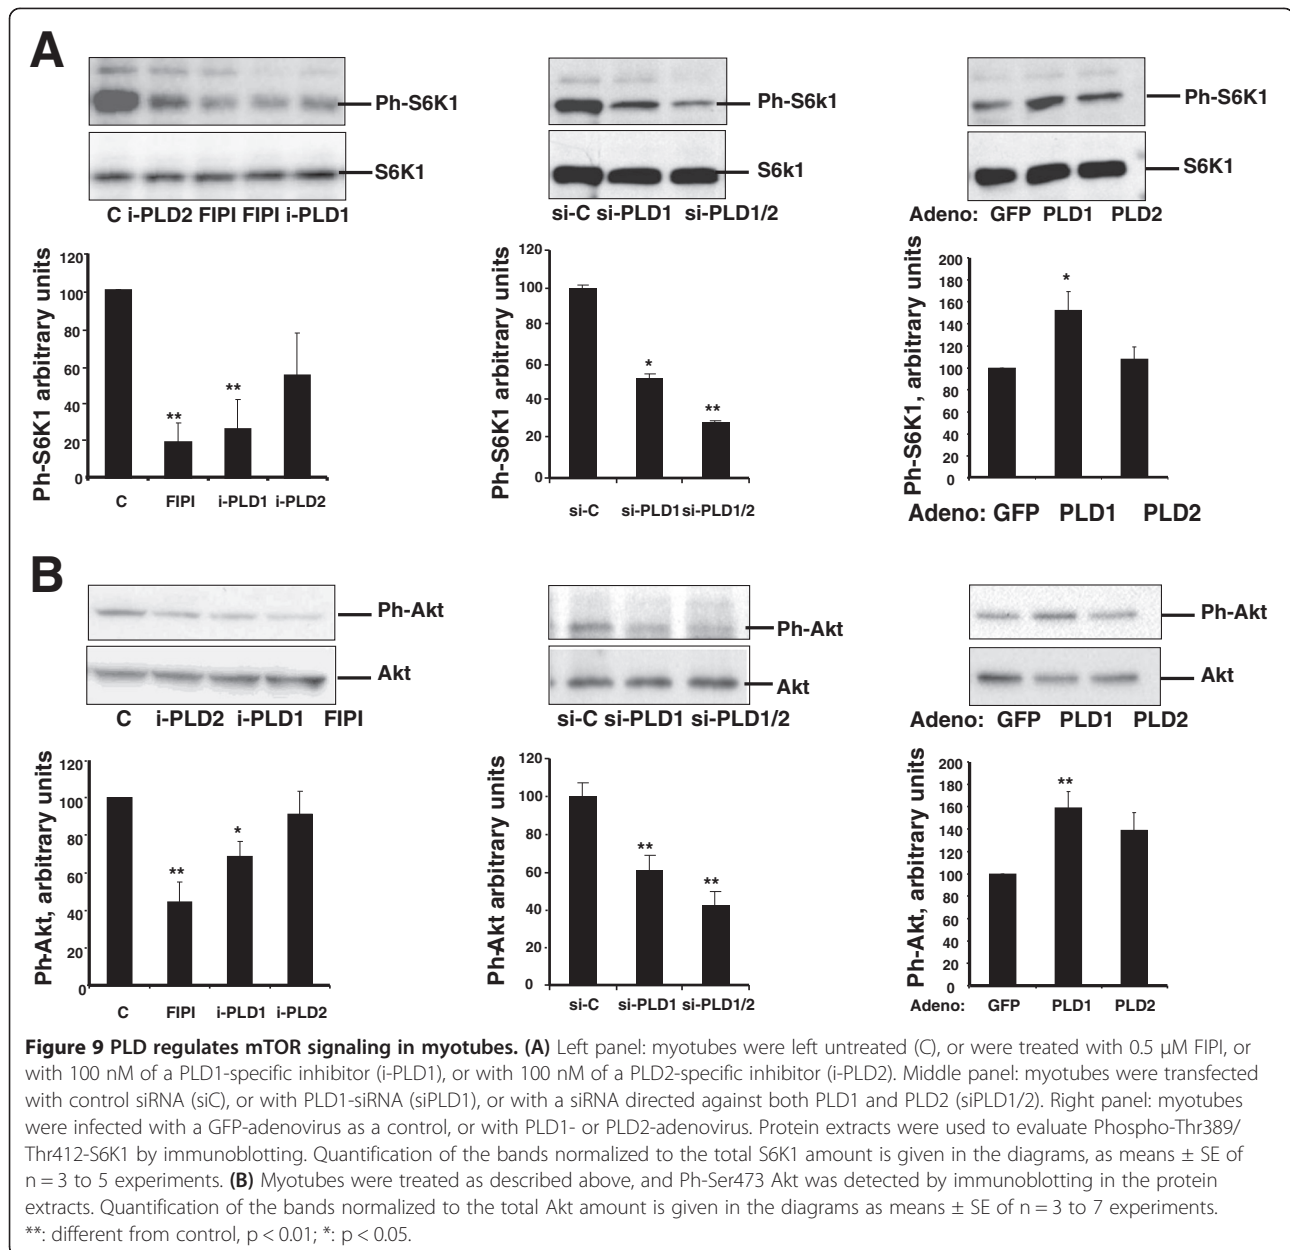 A
Ph-S6K1
S6K1
C i-PLD2 FIPI FIPI i-PLD1
Ph-S6K1 arbitrary units
120
100
80
60
40
20
0
**
**
C FIPI i-PLD1 i-PLD2
Ph-S6k1
S6k1
si-C si-PLD1 si-PLD1/2
Ph-S6K1 arbitrary units
120
100
80
60
40
20
0
*
**
si-C si-PLD1 si-PLD1/2
Ph-S6K1
S6K1
Adeno: GFP PLD1 PLD2
Ph-S6K1, arbitrary units
200
180
160
140
120
100
80
60
40
20
0
*
Adeno: GFP PLD1 PLD2
B
Ph-Akt
Akt
C i-PLD2 i-PLD1 FIPI
Ph-Akt, arbitrary units
120
100
80
60
40
20
0
**
*
C FIPI i-PLD1 i-PLD2
Ph-Akt
Akt
si-C si-PLD1 si-PLD1/2
Ph-Akt arbitrary units
120
100
80
60
40
20
0
**
**
si-C si-PLD1 si-PLD1/2
Ph-Akt
Akt
Adeno: GFP PLD1 PLD2
Ph-Akt, arbitrary units
200
180
160
140
120
100
80
60
40
20
0
**
Adeno: GFP PLD1 PLD2
Figure 9 PLD regulates mTOR signaling in myotubes. (A) Left panel: myotubes were left untreated (C), or were treated with 0.5 μM FIPI, or
with 100 nM of a PLD1-specific inhibitor (i-PLD1), or with 100 nM of a PLD2-specific inhibitor (i-PLD2). Middle panel: myotubes were transfected
with control siRNA (siC), or with PLD1-siRNA (siPLD1), or with a siRNA directed against both PLD1 and PLD2 (siPLD1/2). Right panel: myotubes
were infected with a GFP-adenovirus as a control, or with PLD1- or PLD2-adenovirus. Protein extracts were used to evaluate Phospho-Thr389/
Thr412-S6K1 by immunoblotting. Quantification of the bands normalized to the total S6K1 amount is given in the diagrams, as means ± SE of
n = 3 to 5 experiments. (B) Myotubes were treated as described above, and Ph-Ser473 Akt was detected by immunoblotting in the protein
extracts. Quantification of the bands normalized to the total Akt amount is given in the diagrams as means ± SE of n = 3 to 7 experiments.
**: different from control, p < 0.01; *: p < 0.05.